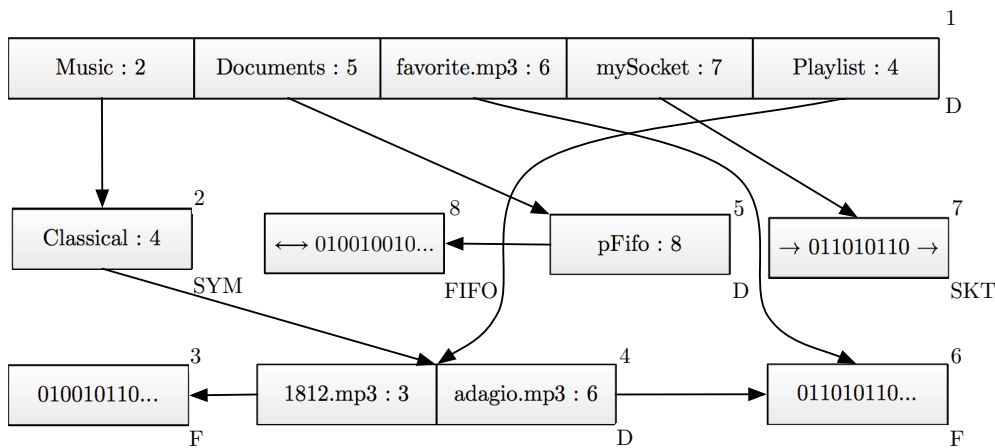 1
Music : 2 Documents : 5 favorite.mp3 : 6 mySocket : 7 Playlist : 4
D
2 8 5 7
Classical : 4 ⟷ 010010010... pFifo : 8 → 011010110 →
SYM FIFO D SKT
3 4 6
010010110... 1812.mp3 : 3 adagio.mp3 : 6 011010110...
F D F